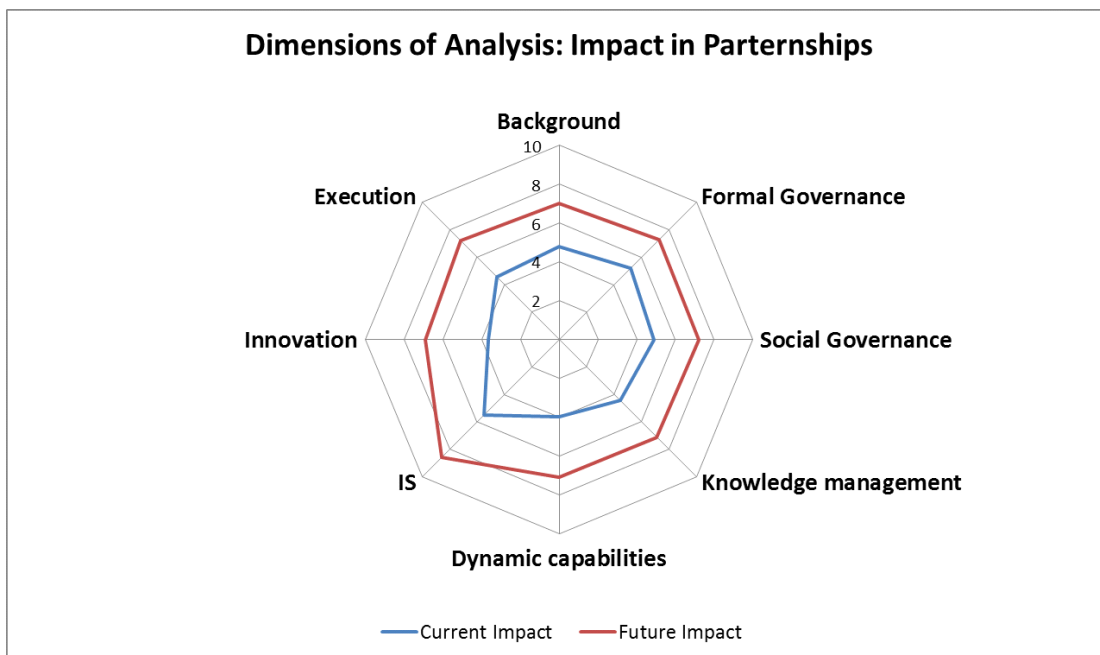 Dimensions of Analysis: Impact in Parternships
Background
10
8
6
4
2
Execution
Formal Governance
Innovation
Social Governance
IS
Knowledge management
Dynamic capabilities
Current Impact
Future Impact